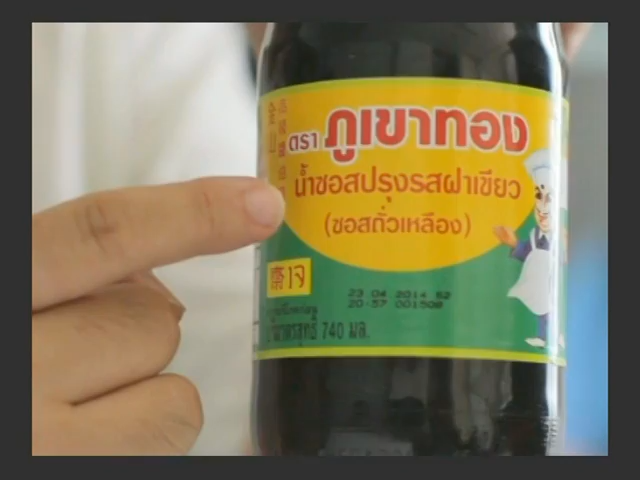 ตรา ภูเขาทอง
น้ำซอสปรุงรสฝาเขียว
(ซอสถั่วเหลือง)
เจ
23 04 2014
20:57 001508
740 มล.